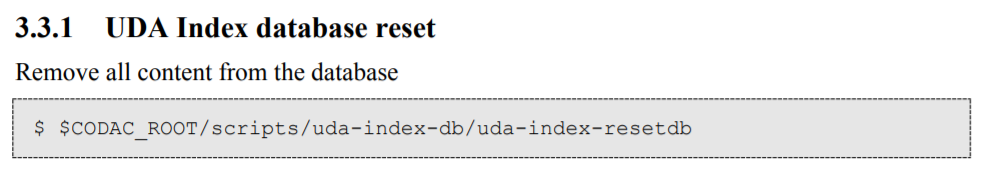 3.3.1 UDA Index database reset
Remove all content from the database
$ $CODAC_ROOT/scripts/uda-index-db/uda-index-resetdb